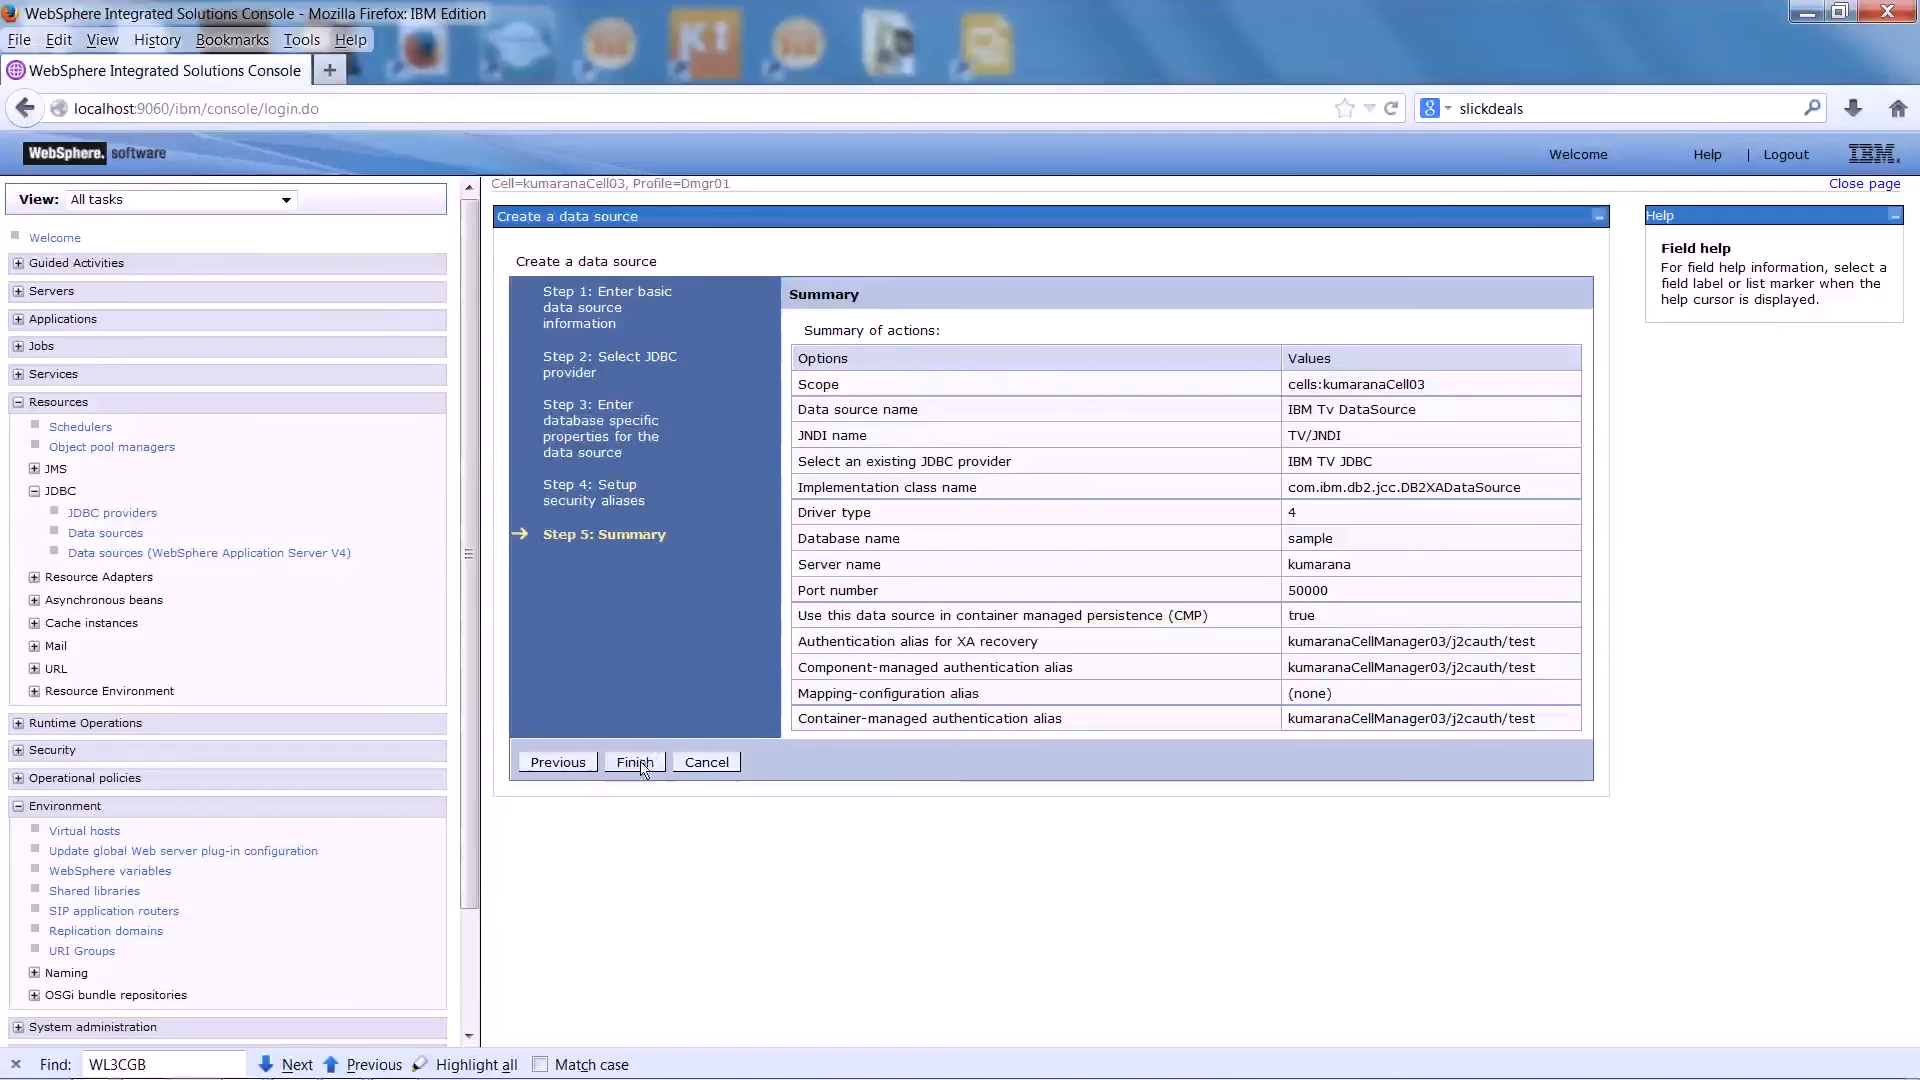 WebSphere Integrated Solutions Console - Mozilla Firefox: IBM Edition
File Edit View History Bookmarks Tools Help
WebSphere Integrated Solutions Console
localhost:9060/ibm/console/login.do
slickdeals
WebSphere. software
Welcome Help | Logout IBM.
View: All tasks
Welcome
Guided Activities
Servers
Applications
Jobs
Services
Resources
Schedulers
Object pool managers
JMS
JDBC
JDBC providers
Data sources
Data sources (WebSphere Application Server V4)
Resource Adapters
Asynchronous beans
Cache instances
Mail
URL
Resource Environment
Runtime Operations
Security
Operational policies
Environment
Virtual hosts
Update global Web server plug-in configuration
WebSphere variables
Shared libraries
SIP application routers
Replication domains
URI Groups
Naming
OSGi bundle repositories
System administration
Cell=kumaranaCell03, Profile=Dmgr01
Close page
Create a data source
Create a data source
Step 1: Enter basic
data source
information
Step 2: Select JDBC
provider
Step 3: Enter
database specific
properties for the
data source
Step 4: Setup
security aliases
Step 5: Summary
Summary
Summary of actions:
Options Values
Scope cells:kumaranaCell03
Data source name IBM Tv DataSource
JNDI name TV/JNDI
Select an existing JDBC provider IBM TV JDBC
Implementation class name com.ibm.db2.jcc.DB2XADataSource
Driver type 4
Database name sample
Server name kumarana
Port number 50000
Use this data source in container managed persistence (CMP) true
Authentication alias for XA recovery kumaranaCellManager03/j2cauth/test
Component-managed authentication alias kumaranaCellManager03/j2cauth/test
Mapping-configuration alias (none)
Container-managed authentication alias kumaranaCellManager03/j2cauth/test
Previous Finish Cancel
Help
Field help
For field help information, select a
field label or list marker when the
help cursor is displayed.
Find: WL3CGB Next Previous Highlight all Match case